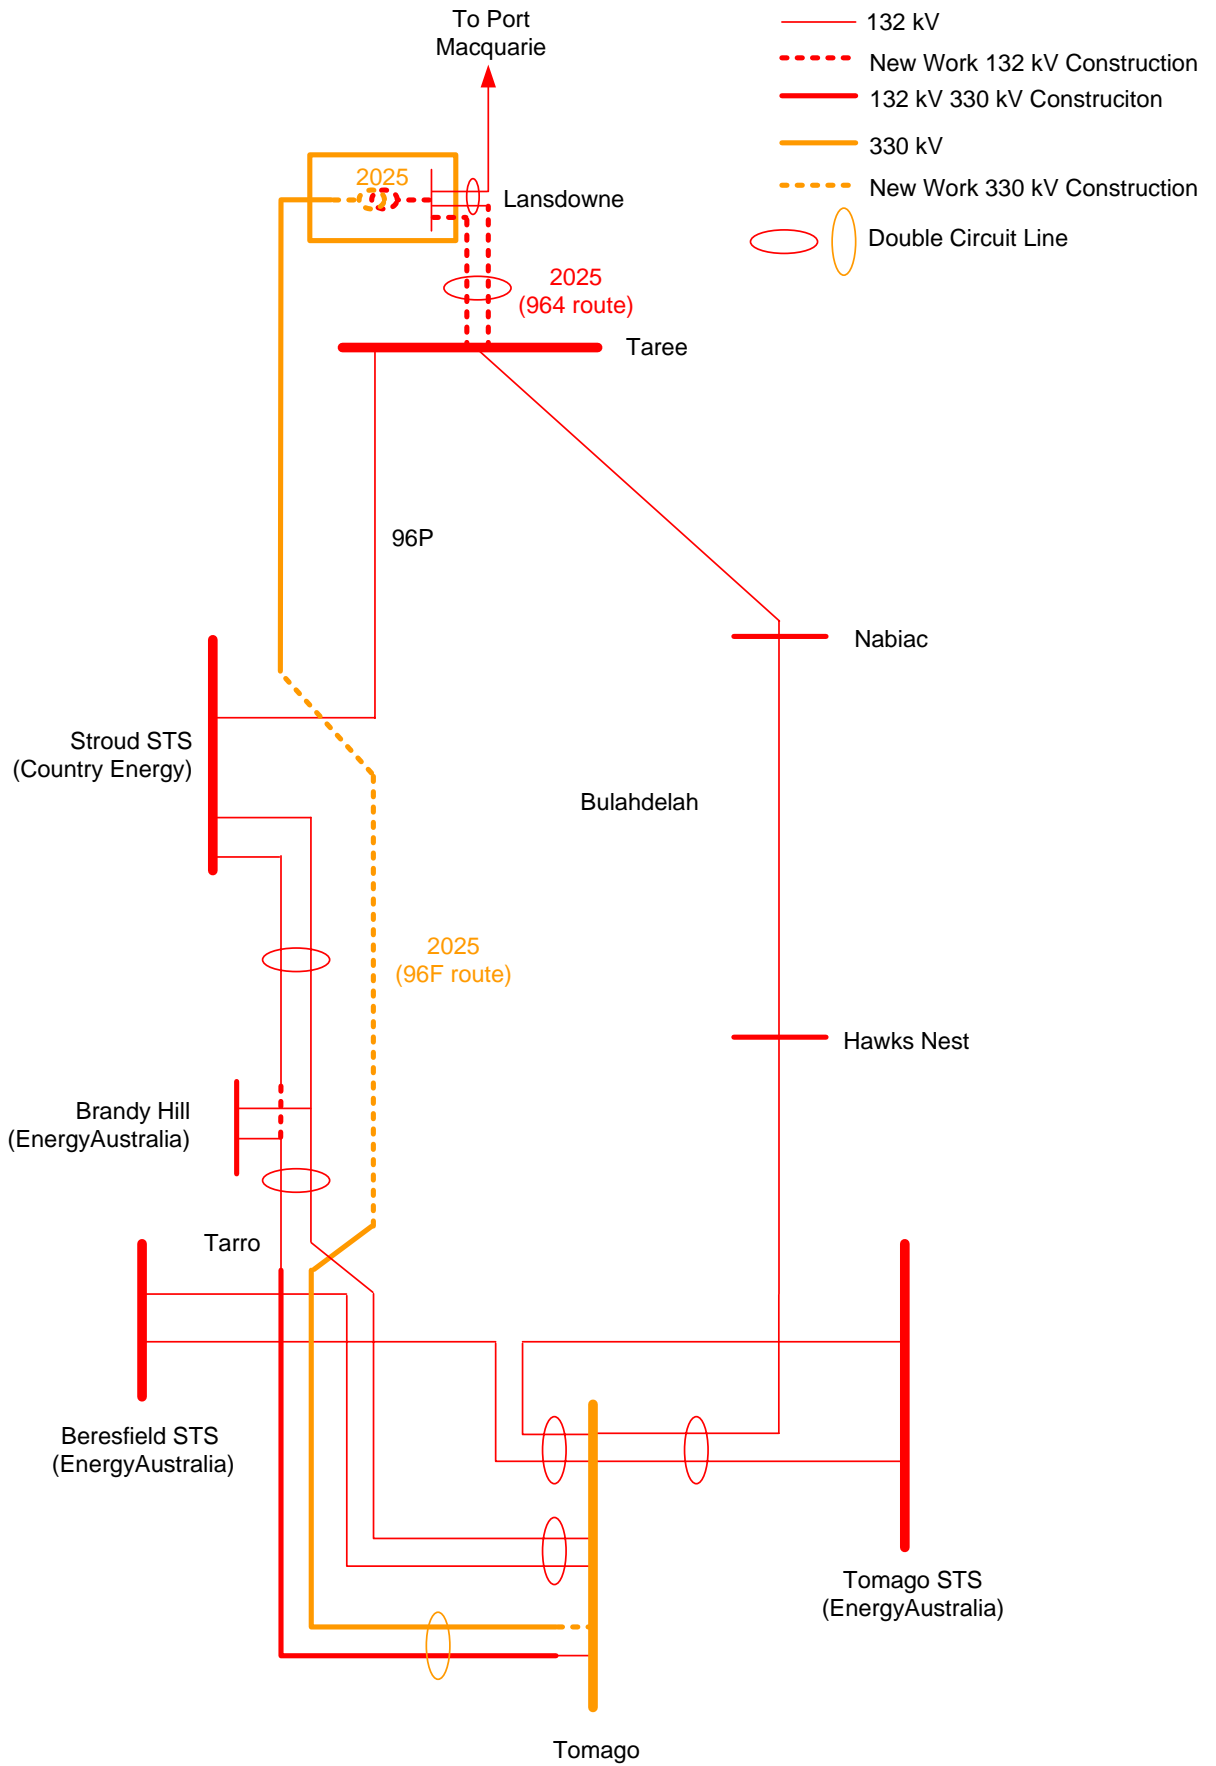 To Port
Macquarie
132 kV
New Work 132 kV Construction
132 kV 330 kV Construciton
330 kV
New Work 330 kV Construction
Double Circuit Line
2025
Lansdowne
2025
(964 route)
Taree
96P
Nabiac
Stroud STS
(Country Energy)
Bulahdelah
2025
(96F route)
Hawks Nest
Brandy Hill
(EnergyAustralia)
Tarro
Beresfield STS
(EnergyAustralia)
Tomago STS
(EnergyAustralia)
Tomago